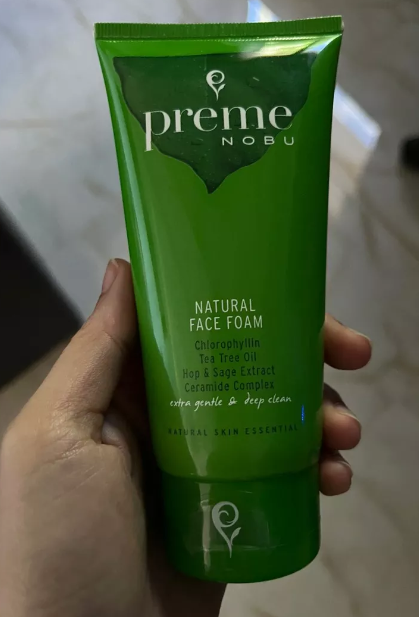 preme
NOBU
NATURAL
FACE FOAM
Chlorophyllin
Tea Tree Oil
Hop & Sage Extract
Ceramide Complex
extra gentle & deep clean
NATURAL SKIN ESSENTIAL